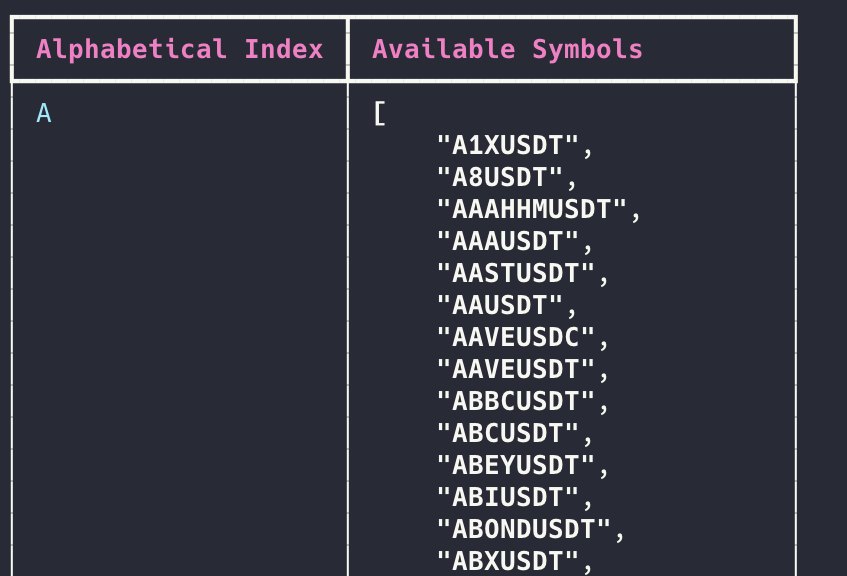 Alphabetical Index Available Symbols
A [
"A1XUSDT",
"A8USDT",
"AAAHHMUSDT",
"AAAUSDT",
"AASTUSDT",
"AAUSDT",
"AAVEUSDC",
"AAVEUSDT",
"ABBCUSDT",
"ABCUSDT",
"ABEYUSDT",
"ABIUSDT",
"ABONDUSDT",
"ABXUSDT",